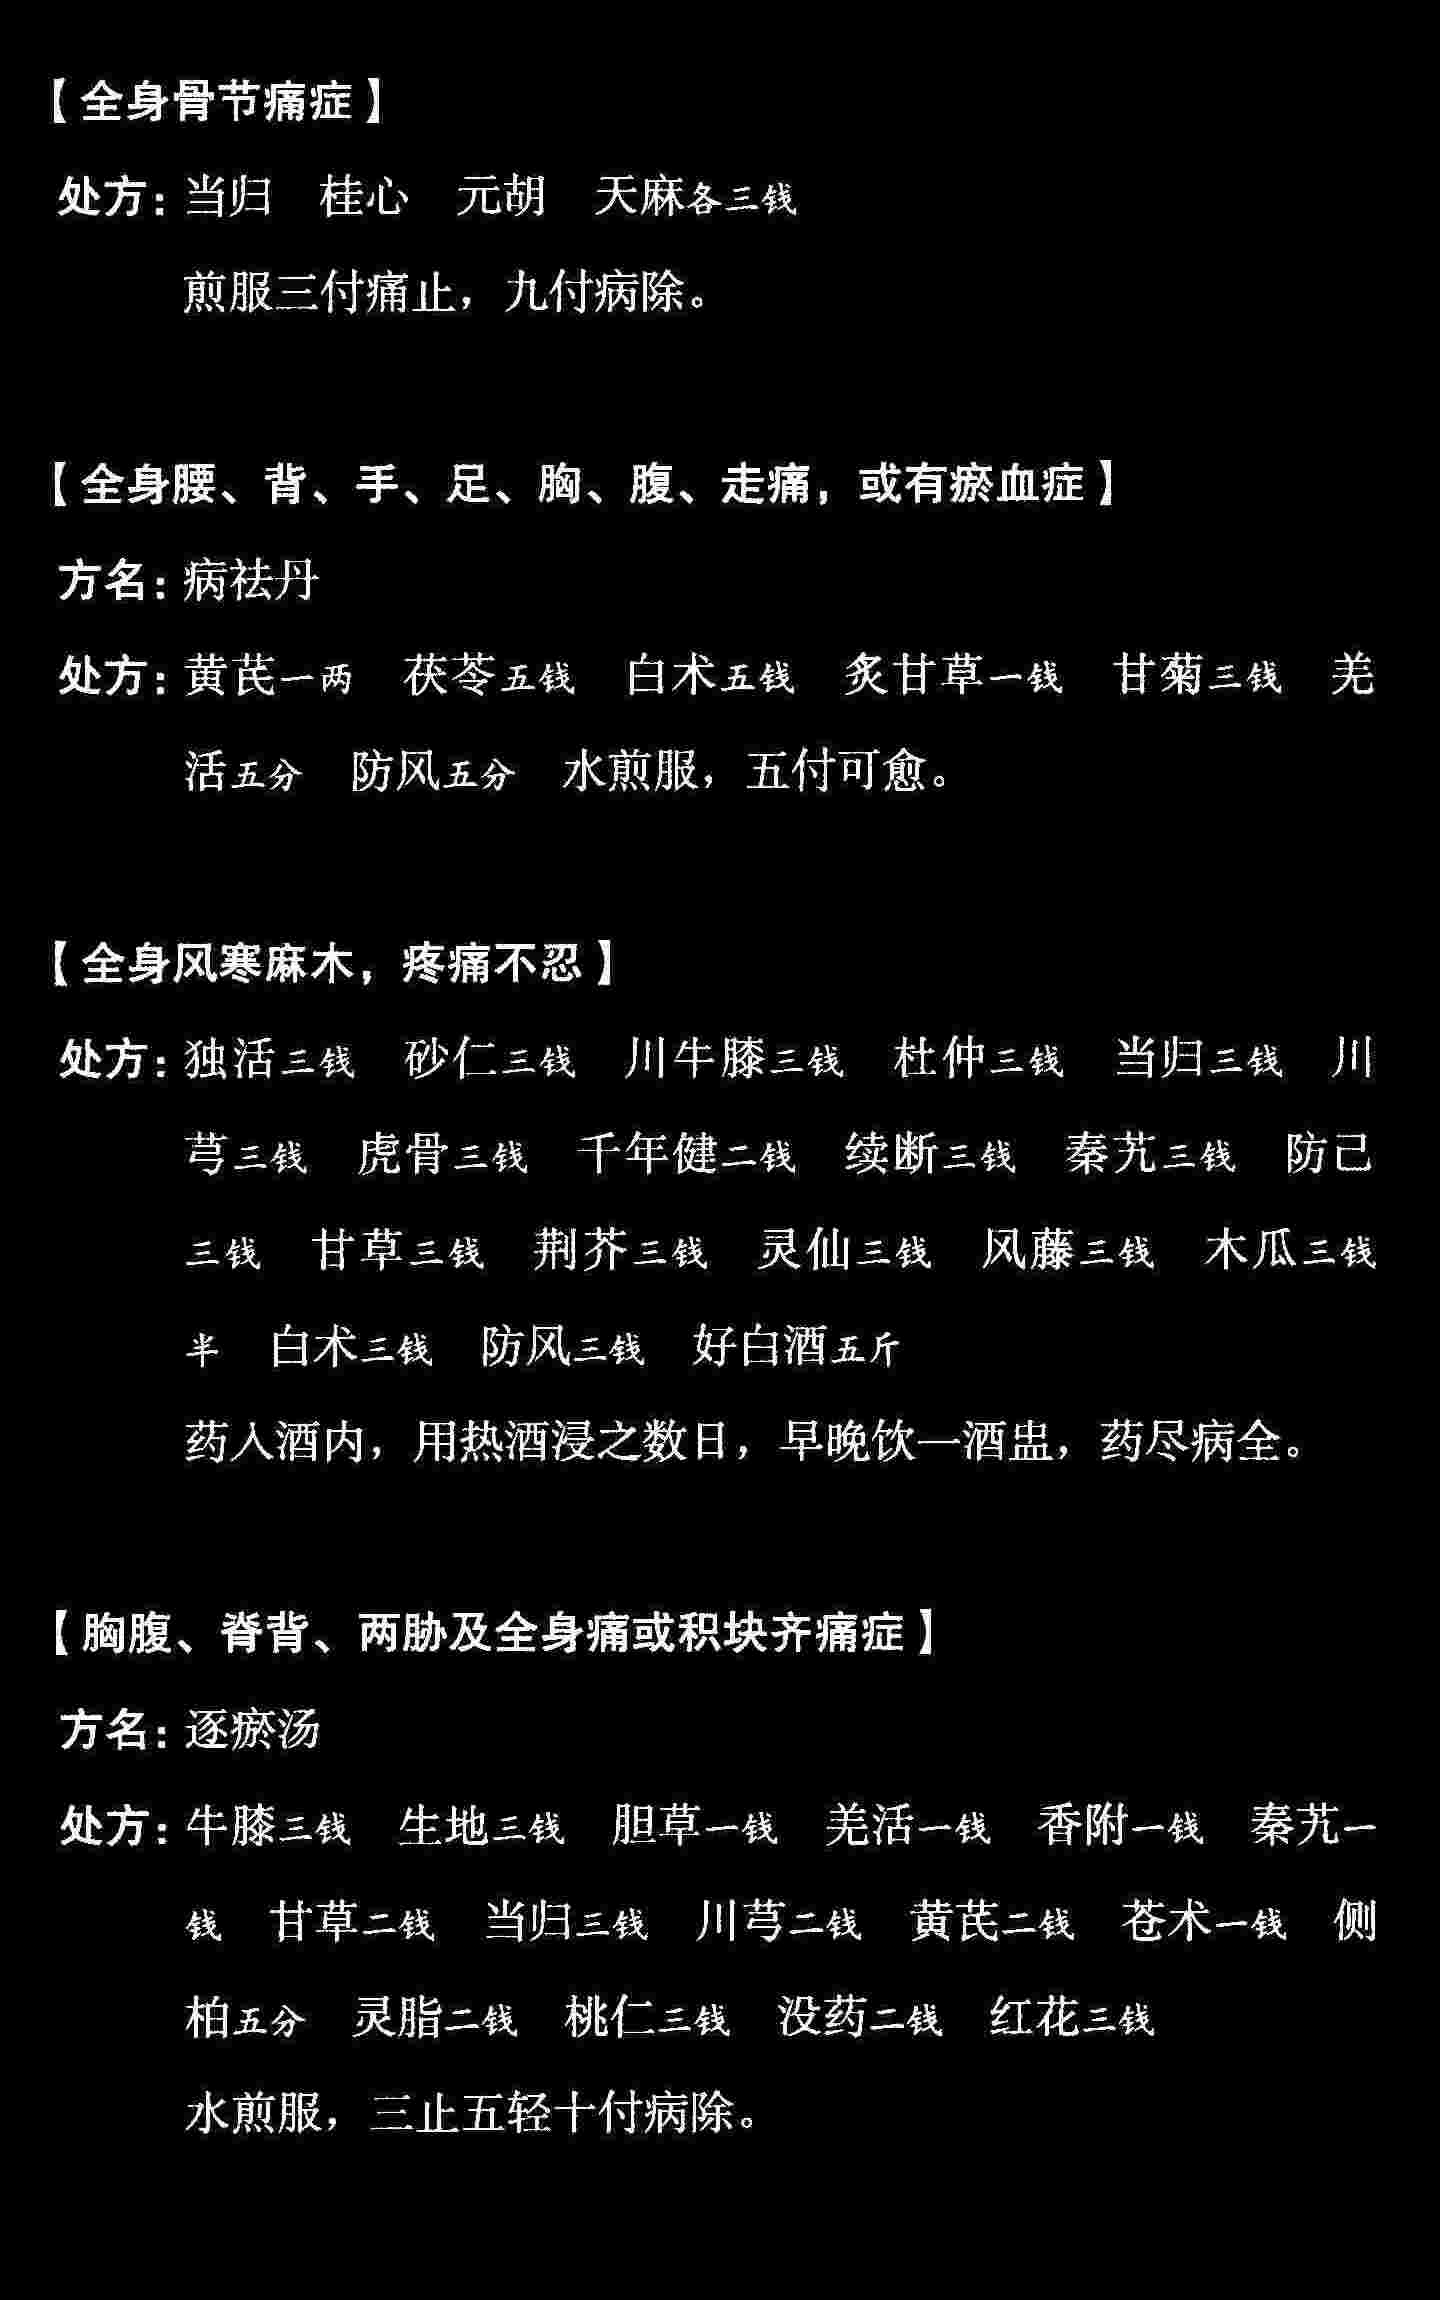 【全身骨节痛症】
处方：当归　桂心　元胡　天麻各三钱
煎服三付痛止，九付病除。
【全身腰、背、手、足、胸、腹、走痛，或有瘀血症】
方名：病祛丹
处方：黄芪一两　茯苓五钱　白术五钱　炙甘草一钱　甘菊三钱　羌
活五分　防风五分　水煎服，五付可愈。
【全身风寒麻木，疼痛不忍】
处方：独活三钱　砂仁三钱　川牛膝三钱　杜仲三钱　当归三钱　川
芎三钱　虎骨三钱　千年健二钱　续断三钱　秦艽三钱　防己
三钱　甘草三钱　荆芥三钱　灵仙三钱　风藤三钱　木瓜三钱
半　白术三钱　防风三钱　好白酒五斤
药入酒内，用热酒浸之数日，早晚饮一酒盅，药尽病全。
【胸腹、脊背、两胁及全身痛或积块齐痛症】
方名：逐瘀汤
处方：牛膝三钱　生地三钱　胆草一钱　羌活一钱　香附一钱　秦艽一
钱　甘草二钱　当归三钱　川芎二钱　黄芪二钱　苍术一钱　侧
柏五分　灵脂二钱　桃仁三钱　没药二钱　红花三钱
水煎服，三止五轻十付病除。